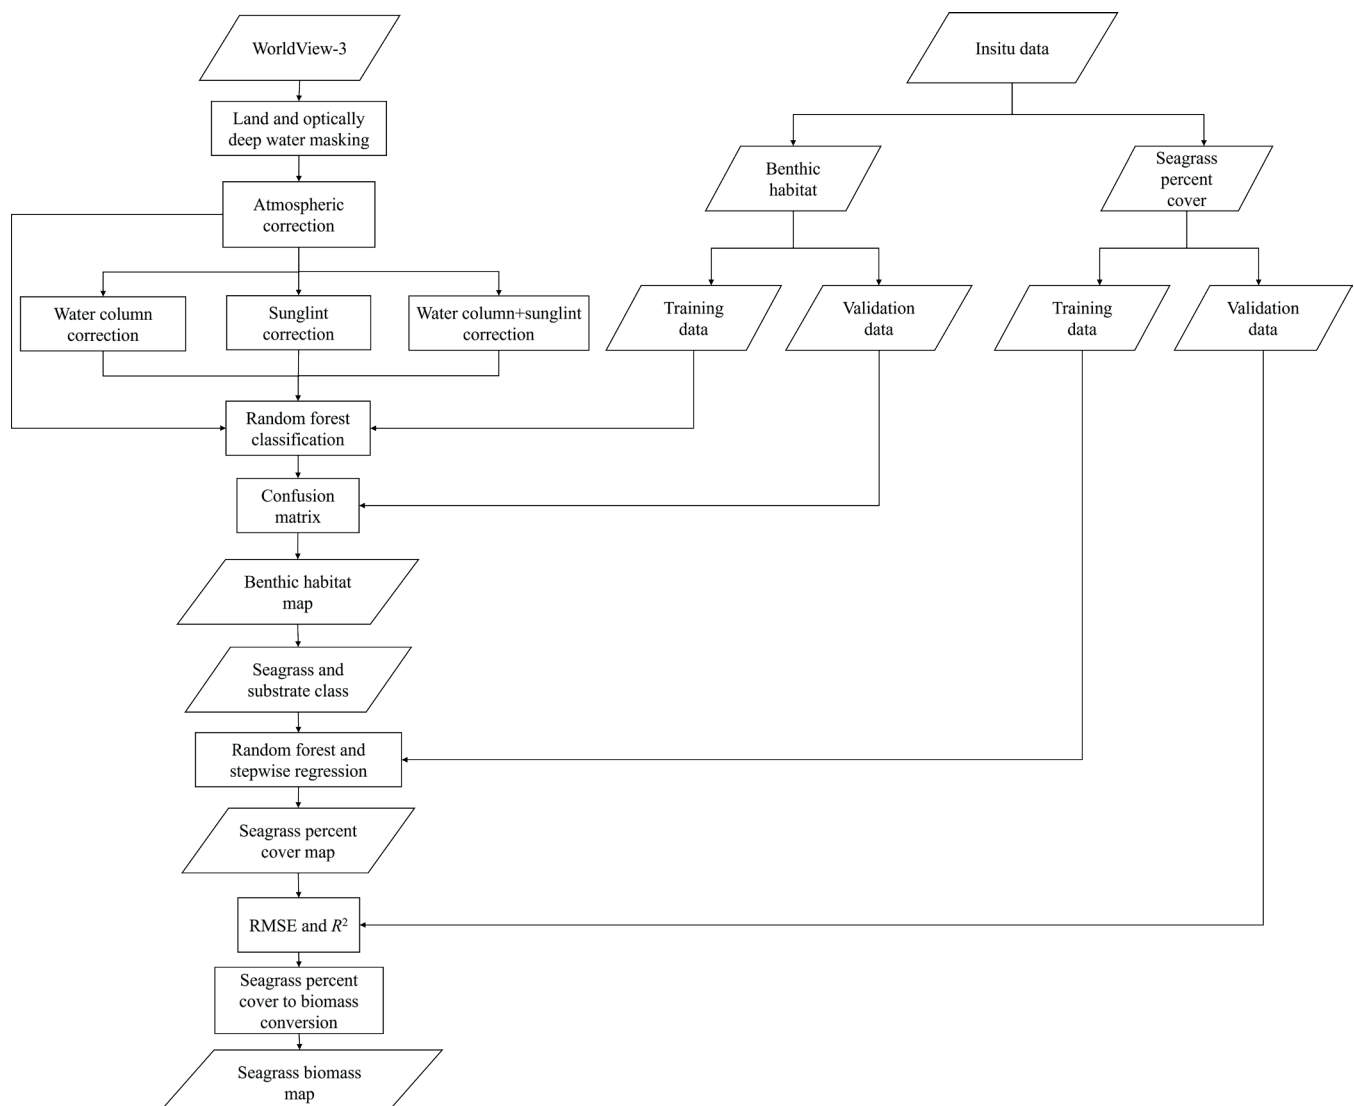 WorldView-3
Insitu data
Land and optically
deep water masking
Benthic
habitat
Seagrass
percent
cover
Atmospheric
correction
Water column
correction
Sunglint
correction
Water column+sunglint
correction
Training
data
Validation
data
Training
data
Validation
data
Random forest
classification
Confusion
matrix
Benthic habitat
map
Seagrass and
substrate class
Random forest and
stepwise regression
Seagrass percent
cover map
RMSE and R²
Seagrass percent
cover to biomass
conversion
Seagrass biomass
map